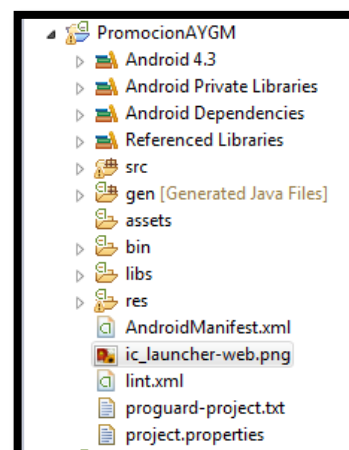 PromocionAYGM
Android 4.3
Android Private Libraries
Android Dependencies
Referenced Libraries
src
gen [Generated Java Files]
assets
bin
libs
res
AndroidManifest.xml
ic_launcher-web.png
lint.xml
proguard-project.txt
project.properties